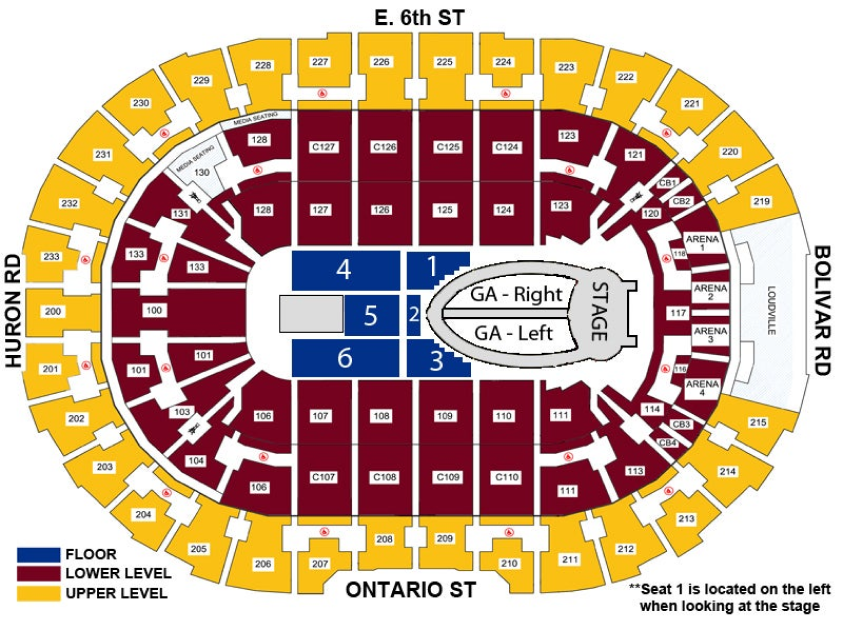 E. 6th ST
228
227
226
225
224
223
229
222
230
221
231
220
232
219
233
200
201
202
203
204
205
206
207
208
209
210
211
212
213
214
215
MEDIA SEATING
MEDIA SEATING
130
128
C127
C126
C125
C124
123
121
CB1
CB2
120
128
127
126
125
124
123
131
133
133
100
101
101
103
104
106
106
107
108
109
110
111
C107
C108
C109
C110
111
113
114
CB3
CB4
118
ARENA
1
ARENA
2
117
ARENA
3
116
ARENA
4
LOUDVILLE
4
1
5
2
6
3
GA - Right
GA - Left
STAGE
HURON RD
BOLIVAR RD
ONTARIO ST
FLOOR
LOWER LEVEL
UPPER LEVEL
**Seat 1 is located on the left
when looking at the stage